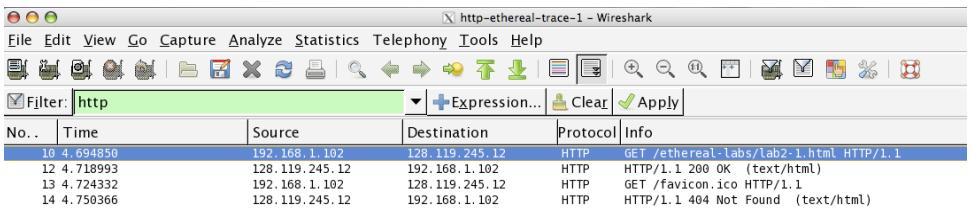 http-ethereal-trace-1 - Wireshark
File Edit View Go Capture Analyze Statistics Telephony Tools Help
Filter: http Expression... Clear Apply
No. . Time Source Destination Protocol Info
10 4.694850 192.168.1.102 128.119.245.12 HTTP GET /ethereal-labs/lab2-1.html HTTP/1.1
12 4.718993 128.119.245.12 192.168.1.102 HTTP HTTP/1.1 200 OK (text/html)
13 4.724332 192.168.1.102 128.119.245.12 HTTP GET /favicon.ico HTTP/1.1
14 4.750366 128.119.245.12 192.168.1.102 HTTP HTTP/1.1 404 Not Found (text/html)